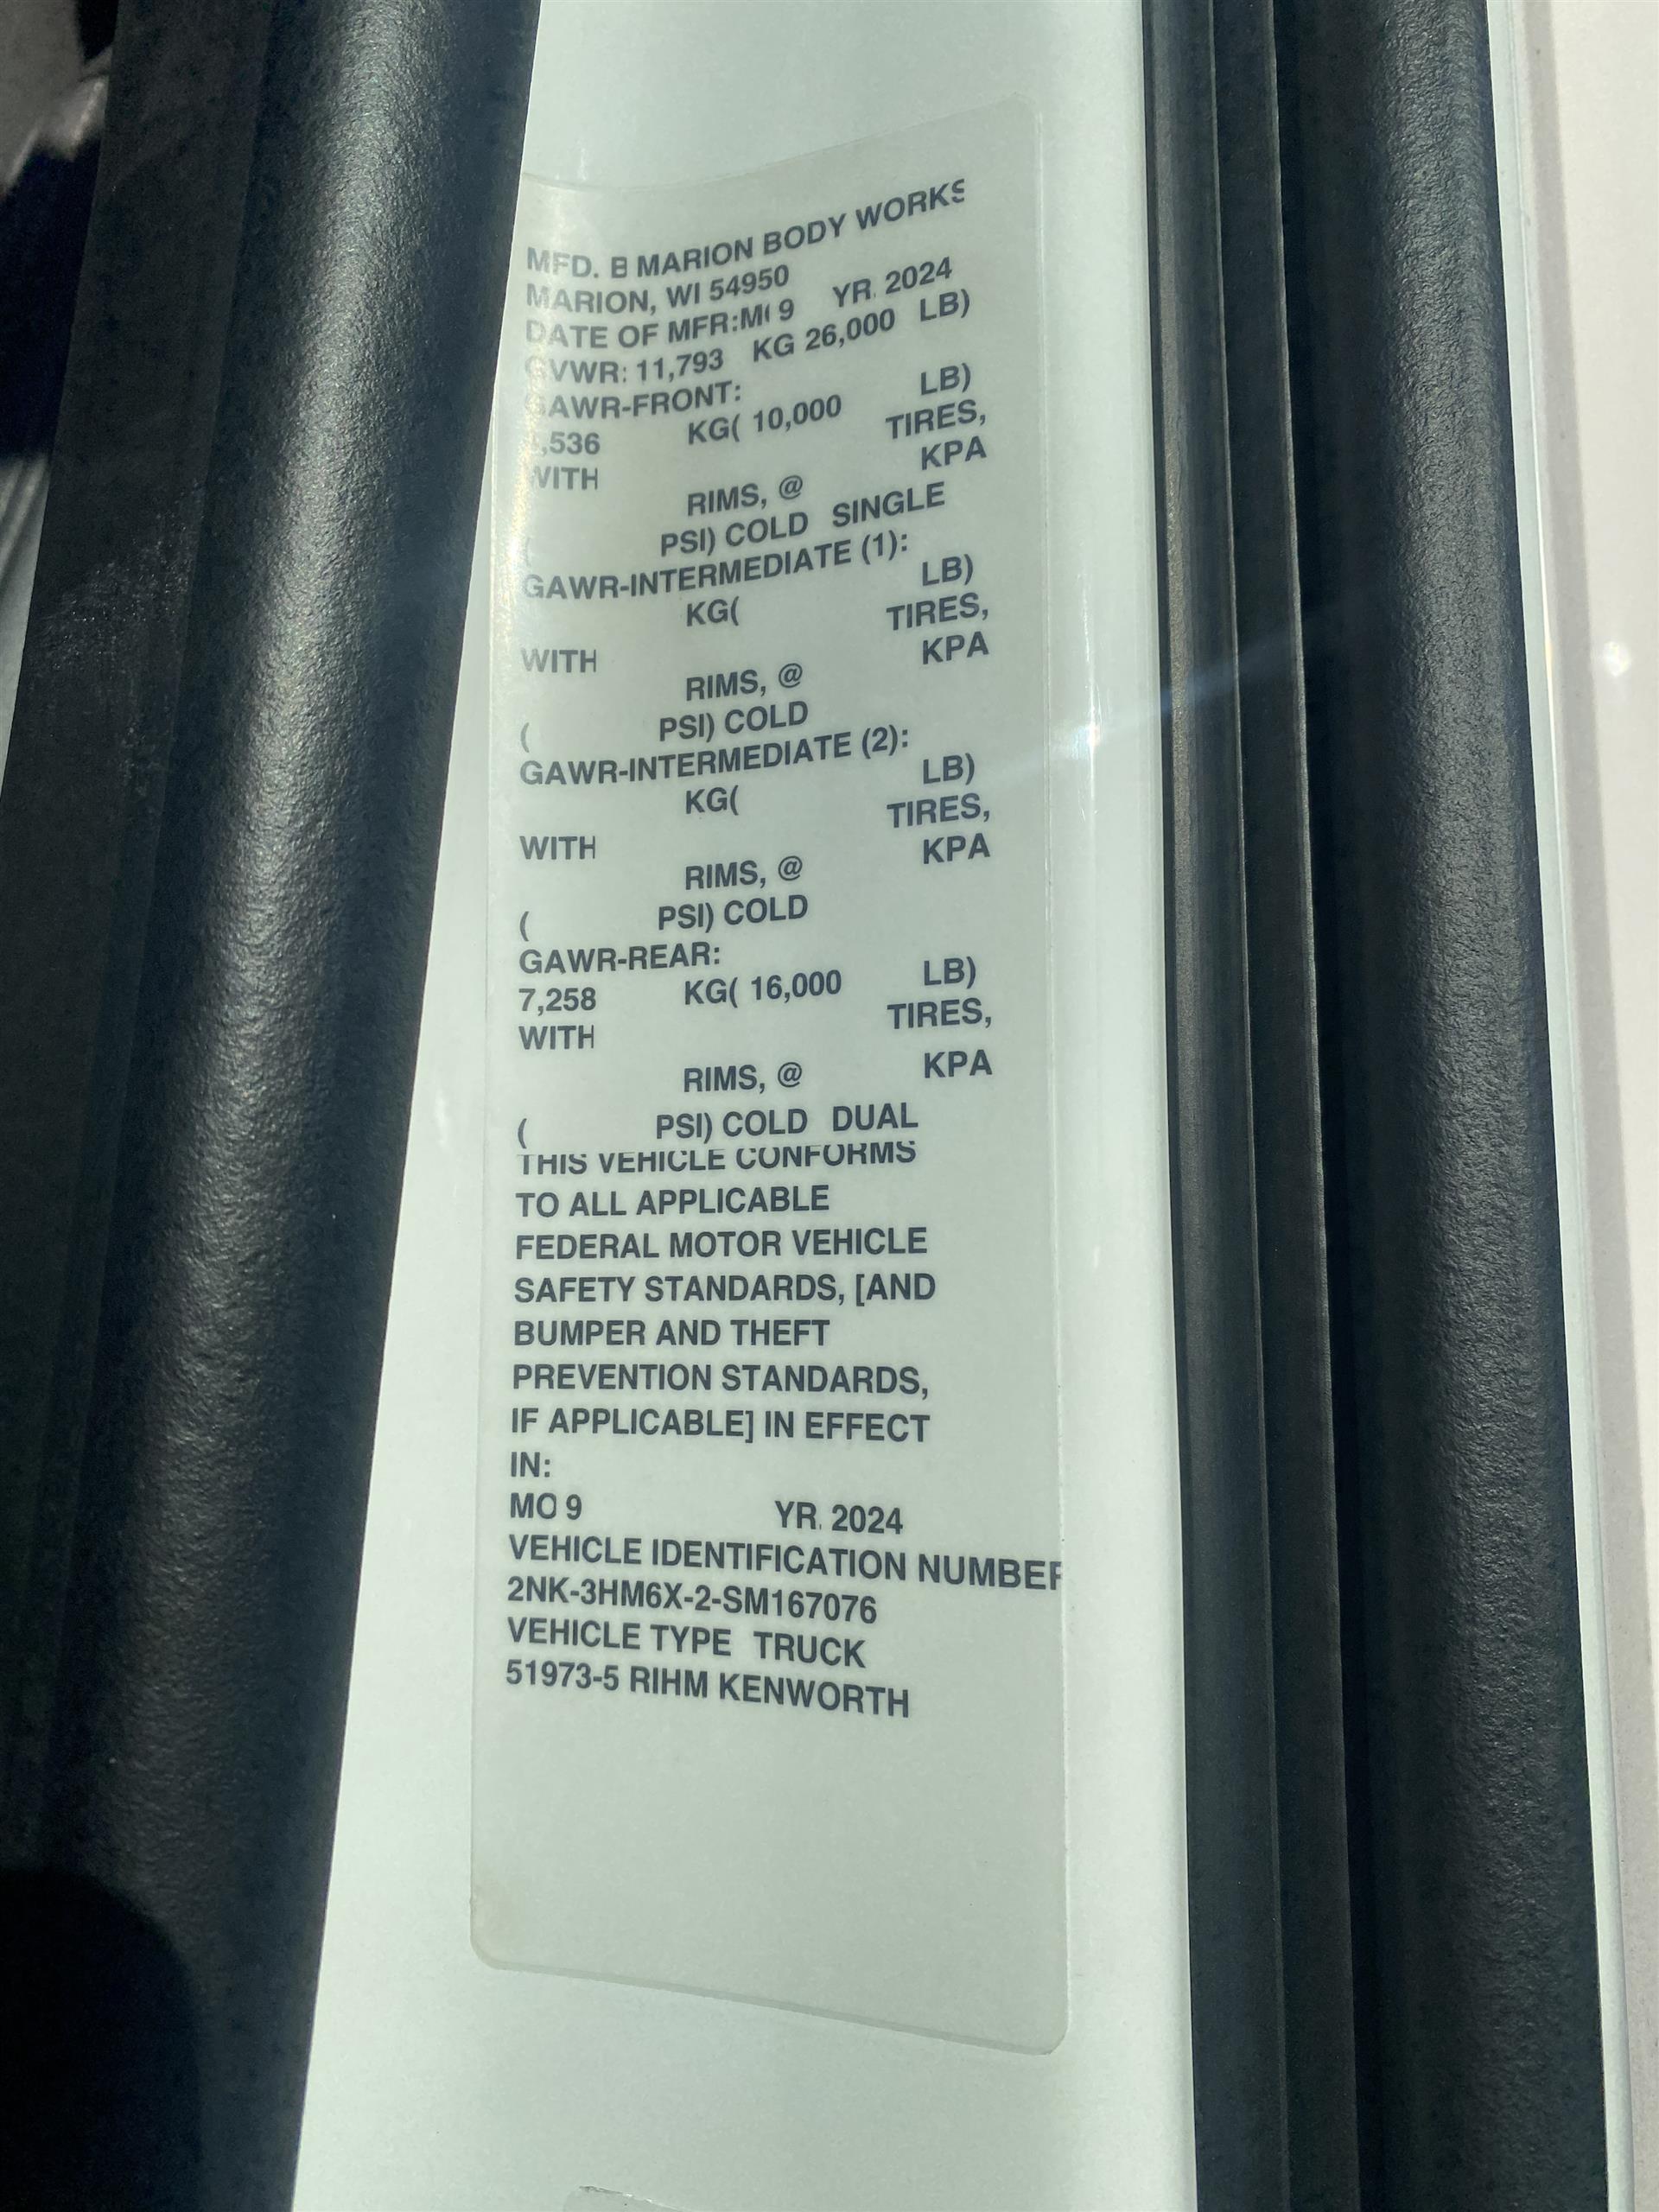 MFD. B MARION BODY WORKS
MARION, WI 54950
DATE OF MFR:M( 9 YR. 2024
GVWR: 11,793 KG 26,000 LB)
GAWR-FRONT:
,536 KG( 10,000 LB)
WITH TIRES,
RIMS, @ KPA
( PSI) COLD SINGLE
GAWR-INTERMEDIATE (1):
KG( LB)
WITH TIRES,
RIMS, @ KPA
( PSI) COLD
GAWR-INTERMEDIATE (2):
KG( LB)
WITH TIRES,
RIMS, @ KPA
( PSI) COLD
GAWR-REAR:
7,258 KG( 16,000 LB)
WITH TIRES,
RIMS, @ KPA
( PSI) COLD DUAL
THIS VEHICLE CONFORMS
TO ALL APPLICABLE
FEDERAL MOTOR VEHICLE
SAFETY STANDARDS, [AND
BUMPER AND THEFT
PREVENTION STANDARDS,
IF APPLICABLE] IN EFFECT
IN:
MO 9 YR. 2024
VEHICLE IDENTIFICATION NUMBER
2NK-3HM6X-2-SM167076
VEHICLE TYPE TRUCK
51973-5 RIHM KENWORTH